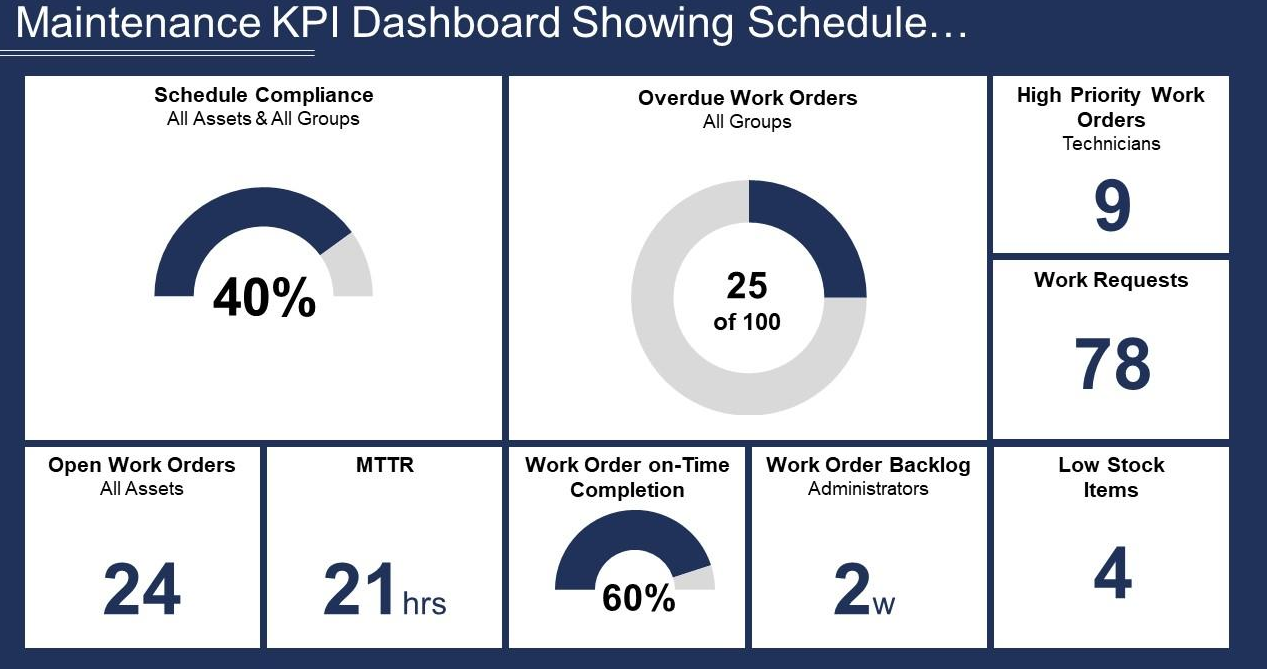 Maintenance KPI Dashboard Showing Schedule…
Schedule Compliance
All Assets & All Groups
40%
Overdue Work Orders
All Groups
25
of 100
High Priority Work
Orders
Technicians
9
Work Requests
78
Open Work Orders
All Assets
24
MTTR
21 hrs
Work Order on-Time
Completion
60%
Work Order Backlog
Administrators
2w
Low Stock
Items
4